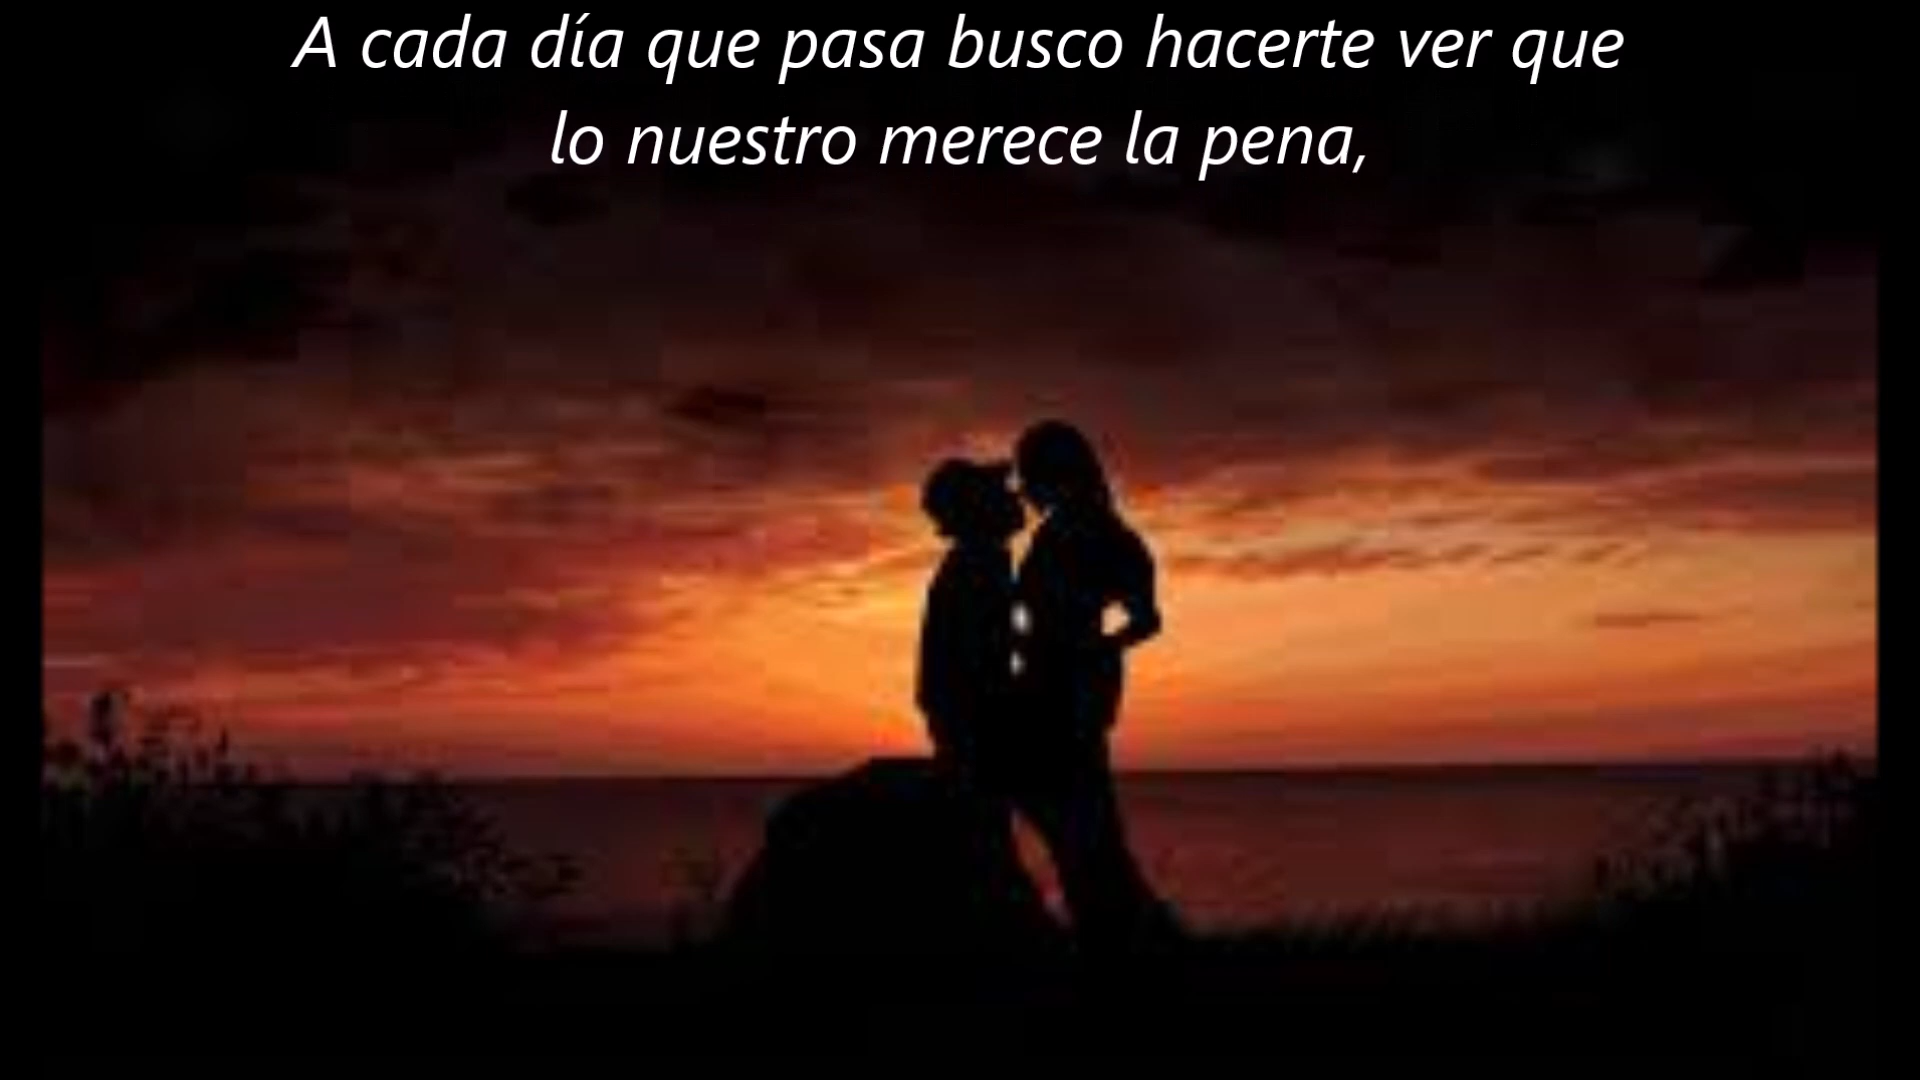 A cada día que pasa busco hacerte ver que
lo nuestro merece la pena,